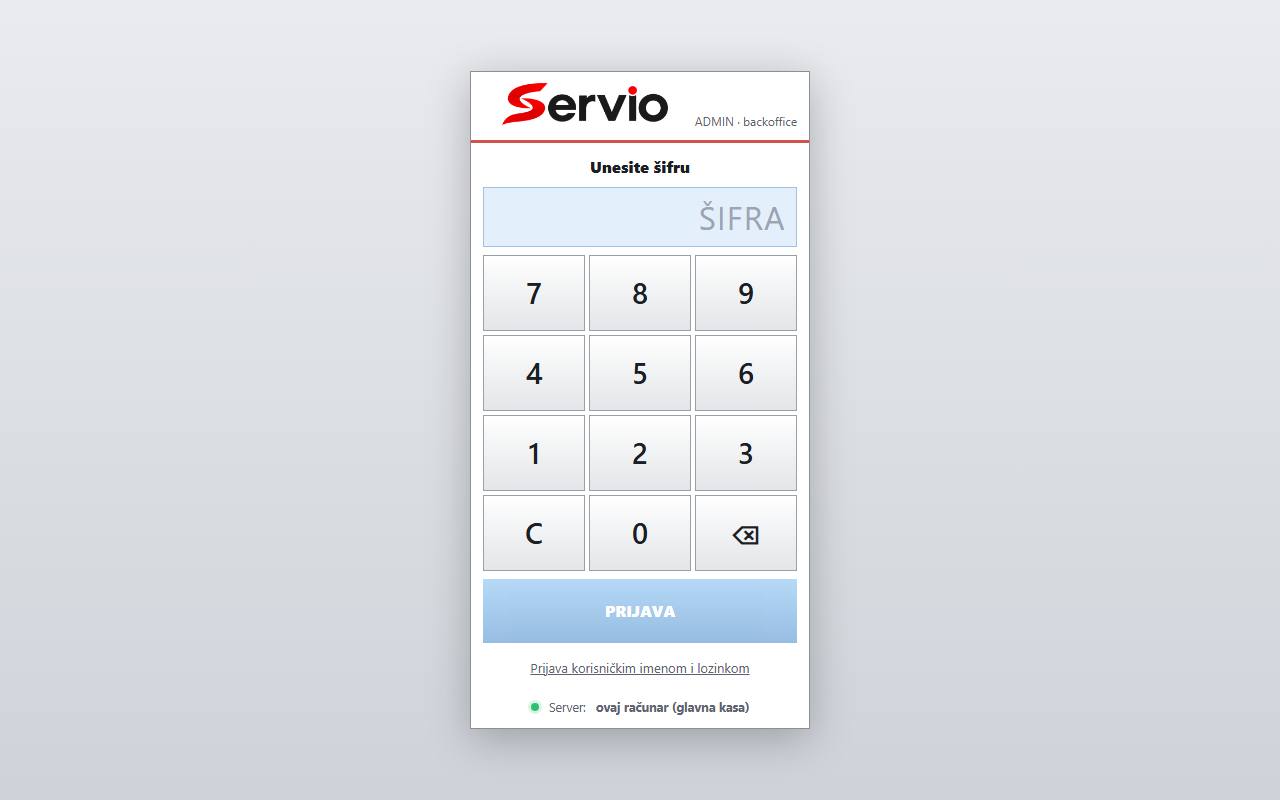 Servio
ADMIN · backoffice
Unesite šifru
ŠIFRA
7 8 9
4 5 6
1 2 3
C 0
PRIJAVA
Prijava korisničkim imenom i lozinkom
Server: ovaj računar (glavna kasa)